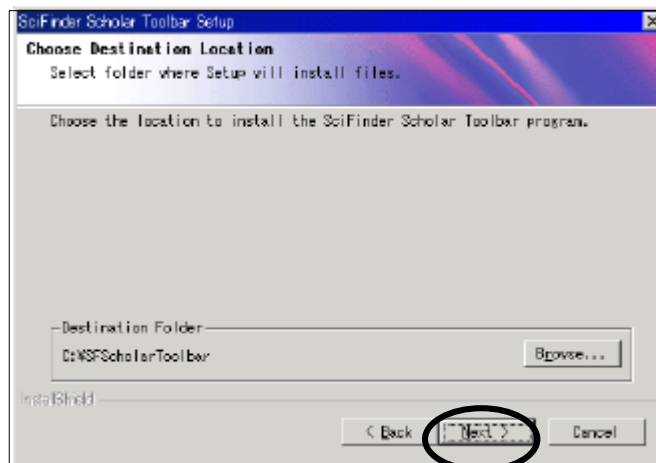 SciFinder Scholar Toolbar Setup
Choose Destination Location
Select folder where Setup will install files.
Choose the location to install the SciFinder Scholar Toolbar program.
Destination Folder
C:¥SFScholarToolbar
Browse...
InstallShield
< Back
Next >
Cancel